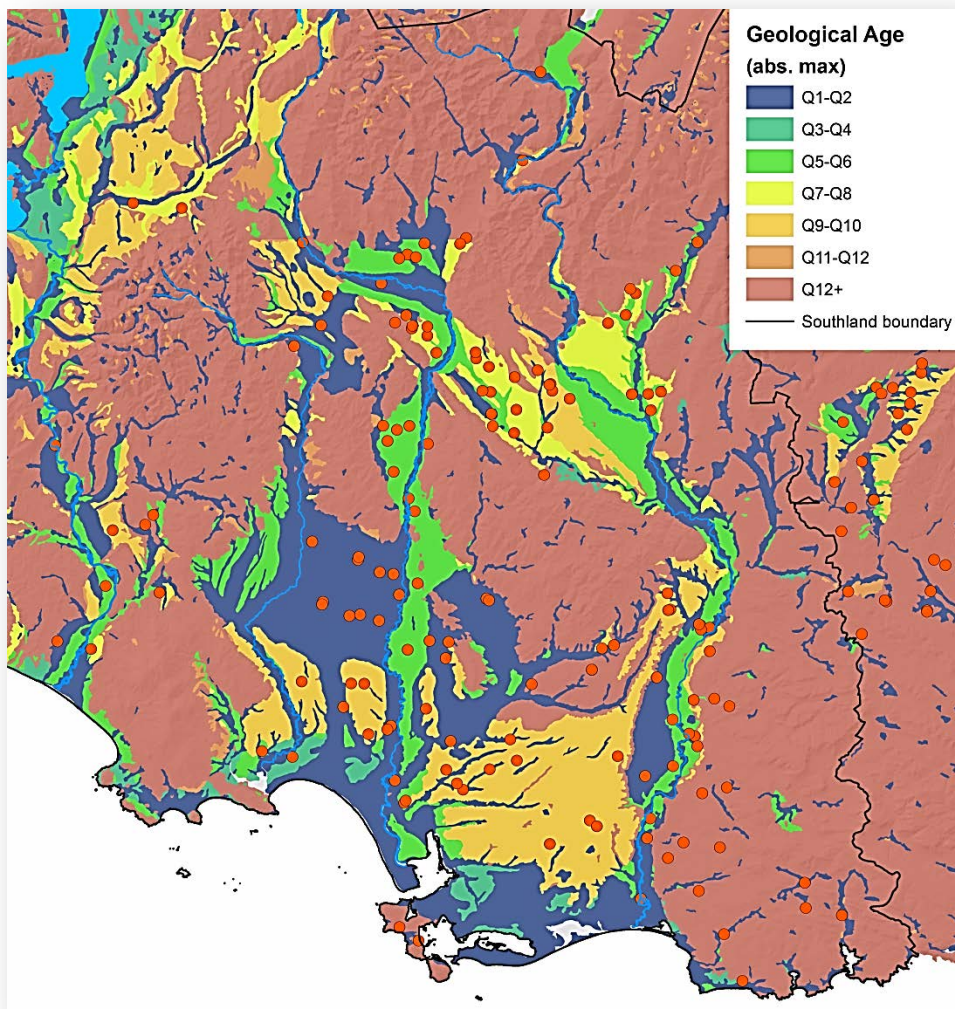 Geological Age
(abs. max)
Q1-Q2
Q3-Q4
Q5-Q6
Q7-Q8
Q9-Q10
Q11-Q12
Q12+
Southland boundary